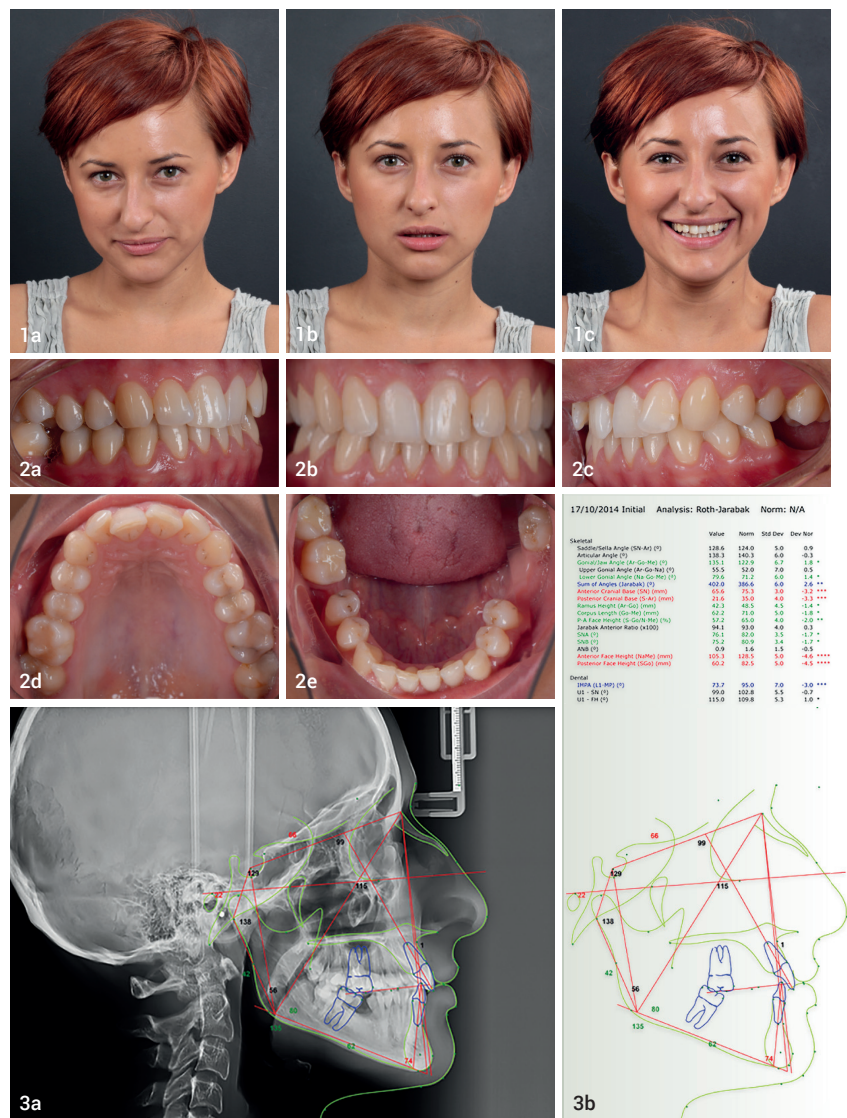 1a
1b
1c
2a
2b
2c
2d
2e
17/10/2014 Initial Analysis: Roth-Jarabak Norm: N/A
Value Norm Std Dev Dev Nor
Skeletal
Saddle/Sella Angle (SN-Ar) (º) 128.6 124.0 5.0 0.9
Articular Angle (º) 138.3 140.3 6.0 -0.3
Gonial/Jaw Angle (Ar-Go-Me) (º) 135.1 122.9 6.7 1.8 *
Upper Gonial Angle (Ar-Go-Na) (º) 55.5 52.0 7.0 0.5
Lower Gonial Angle (Na-Go-Me) (º) 79.6 71.2 6.0 1.4 *
Sum of Angles (Jarabak) (º) 402.0 386.6 6.0 2.6 **
Anterior Cranial Base (SN) (mm) 65.6 75.3 3.0 -3.2 ***
Posterior Cranial Base (S-Ar) (mm) 21.6 35.0 4.0 -3.3 ***
Ramus Height (Ar-Go) (mm) 42.3 48.5 4.5 -1.4 *
Corpus Length (Go-Me) (mm) 62.2 71.0 5.0 -1.8 *
P-A Face Height (S-Go/N-Me) (%) 57.2 65.0 4.0 -2.0 **
Jarabak Anterior Ratio (x100) 94.1 93.0 4.0 0.3
SNA (º) 76.1 82.0 3.5 -1.7 *
SNB (º) 75.2 80.9 3.4 -1.7 *
ANB (º) 0.9 1.6 1.5 -0.5
Anterior Face Height (NaMe) (mm) 105.3 128.5 5.0 -4.6 ****
Posterior Face Height (SGo) (mm) 60.2 82.5 5.0 -4.5 ****
Dental
IMPA (L1-MP) (º) 73.7 95.0 7.0 -3.0 ***
U1 - SN (º) 99.0 102.8 5.5 -0.7
U1 - FH (º) 115.0 109.8 5.3 1.0 *
66
99
129
115
22
138
1
42
56
80
135
62
74
3a
66
99
129
115
22
138
1
42
56
80
135
62
74
3b